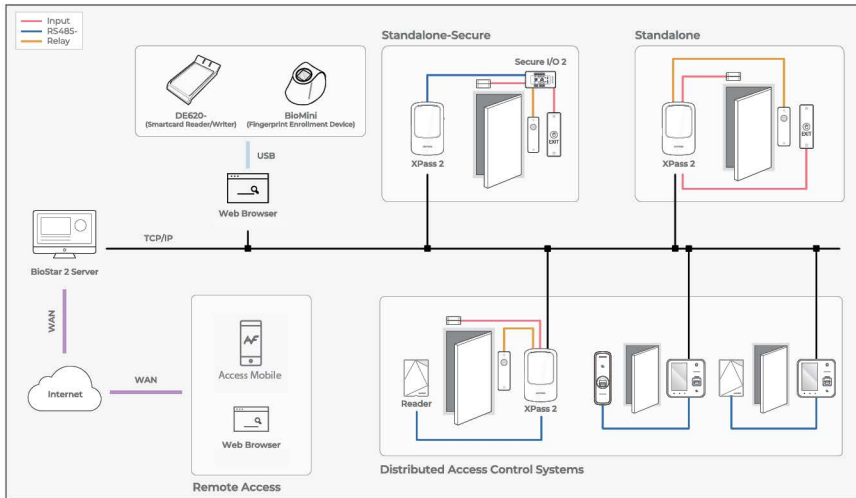 Input
RS485-
Relay
DE620-
(Smartcard Reader/Writer)
BioMini
(Fingerprint Enrollment Device)
USB
Web Browser
Standalone-Secure
Secure I/O 2
EXIT
XPass 2
Standalone
EXIT
XPass 2
TCP/IP
BioStar 2 Server
WAN
Internet
WAN
Access Mobile
Web Browser
Remote Access
Reader
XPass 2
Distributed Access Control Systems